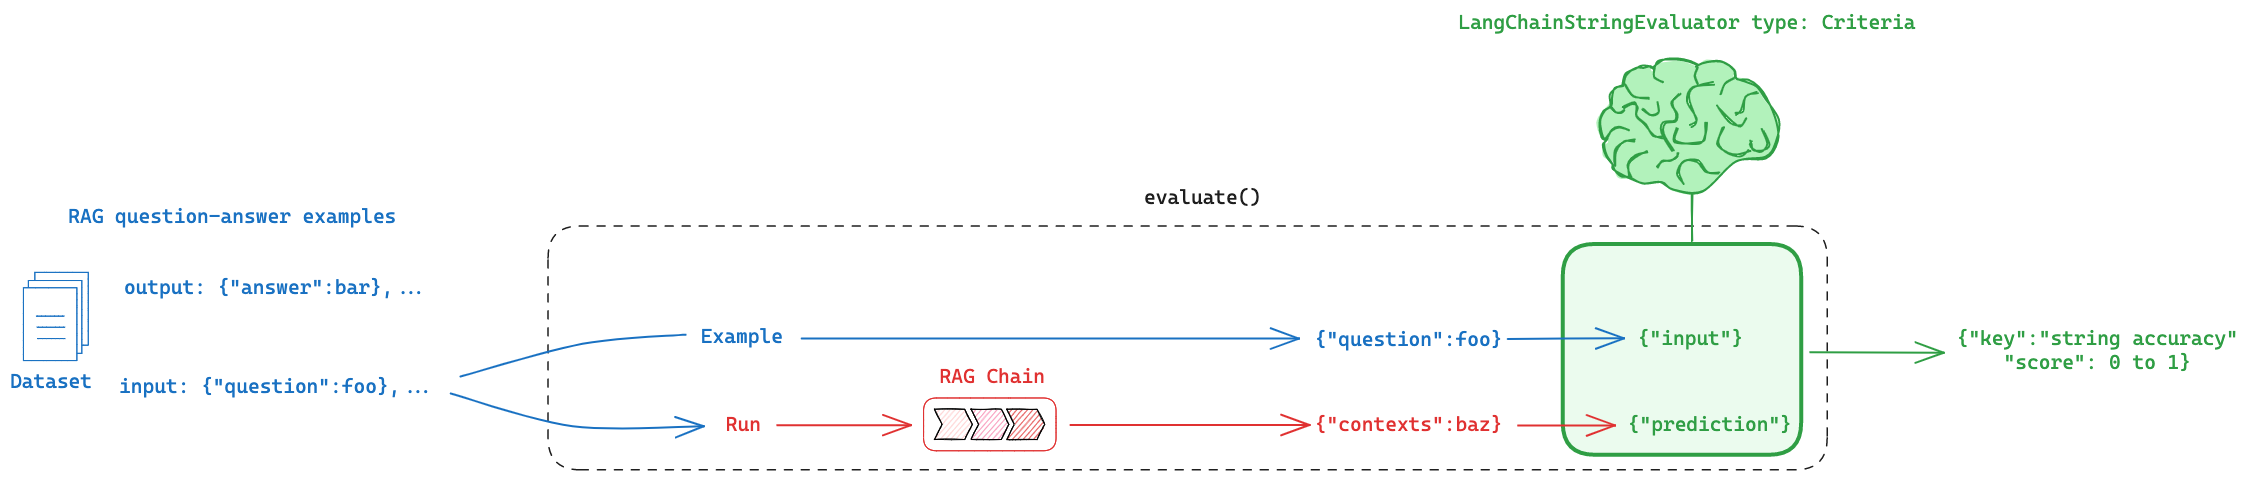 LangChainStringEvaluator type: Criteria
evaluate()
RAG question-answer examples
output: {"answer":bar},...
Dataset
input: {"question":foo},...
Example
{"question":foo}
{"input"}
RAG Chain
Run
{"contexts":baz}
{"prediction"}
{"key":"string accuracy"
"score": 0 to 1}